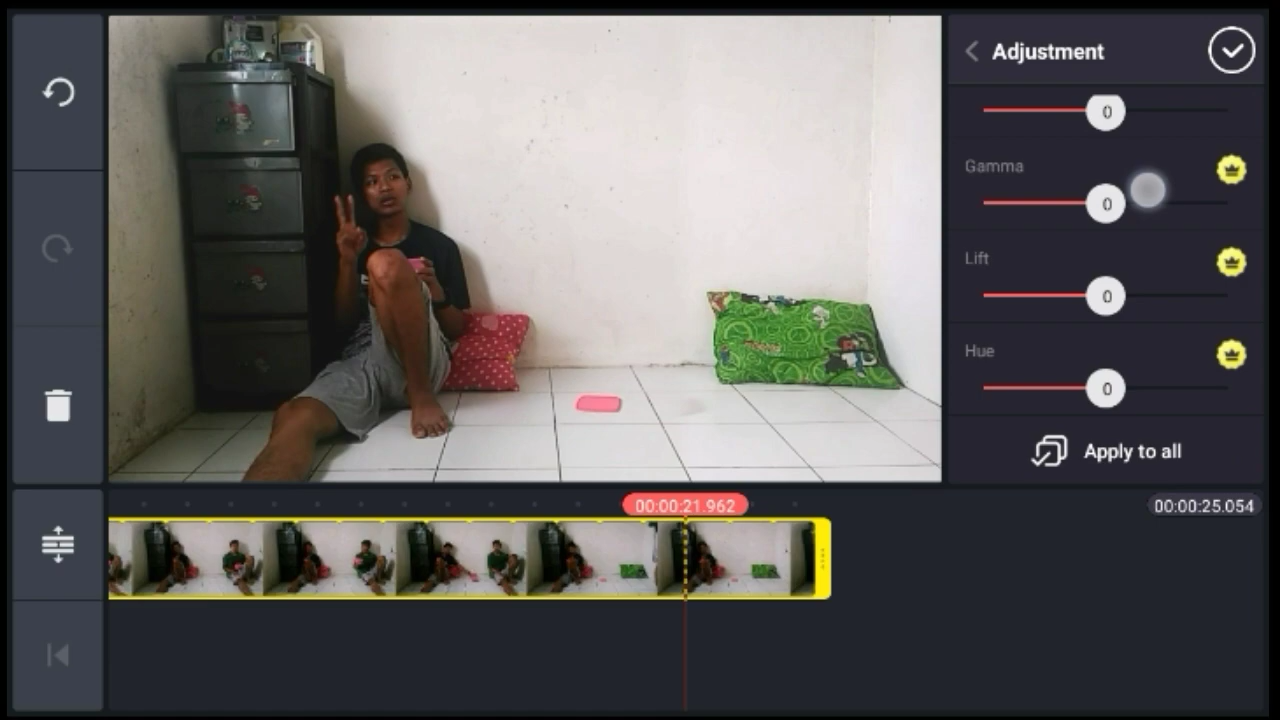 Adjustment
0
Gamma
0
Lift
0
Hue
0
Apply to all
00:00:21.962
00:00:25.054